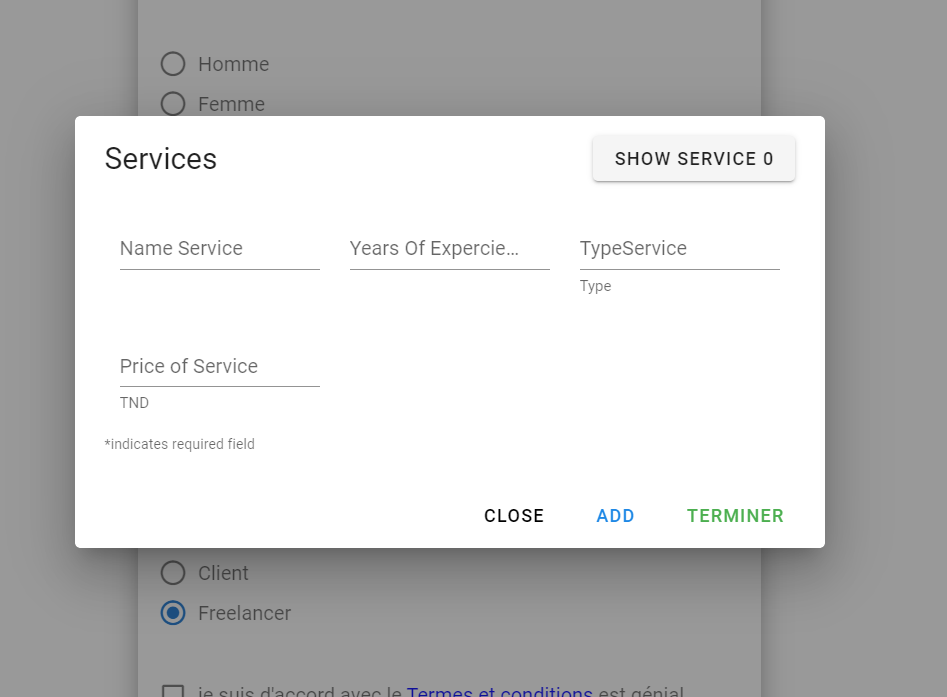 Homme
Femme
Services
SHOW SERVICE 0
Name Service
Years Of Expercie...
TypeService
Type
Price of Service
TND
*indicates required field
CLOSE
ADD
TERMINER
Client
Freelancer
je suis d'accord avec le Termes et conditions est génial